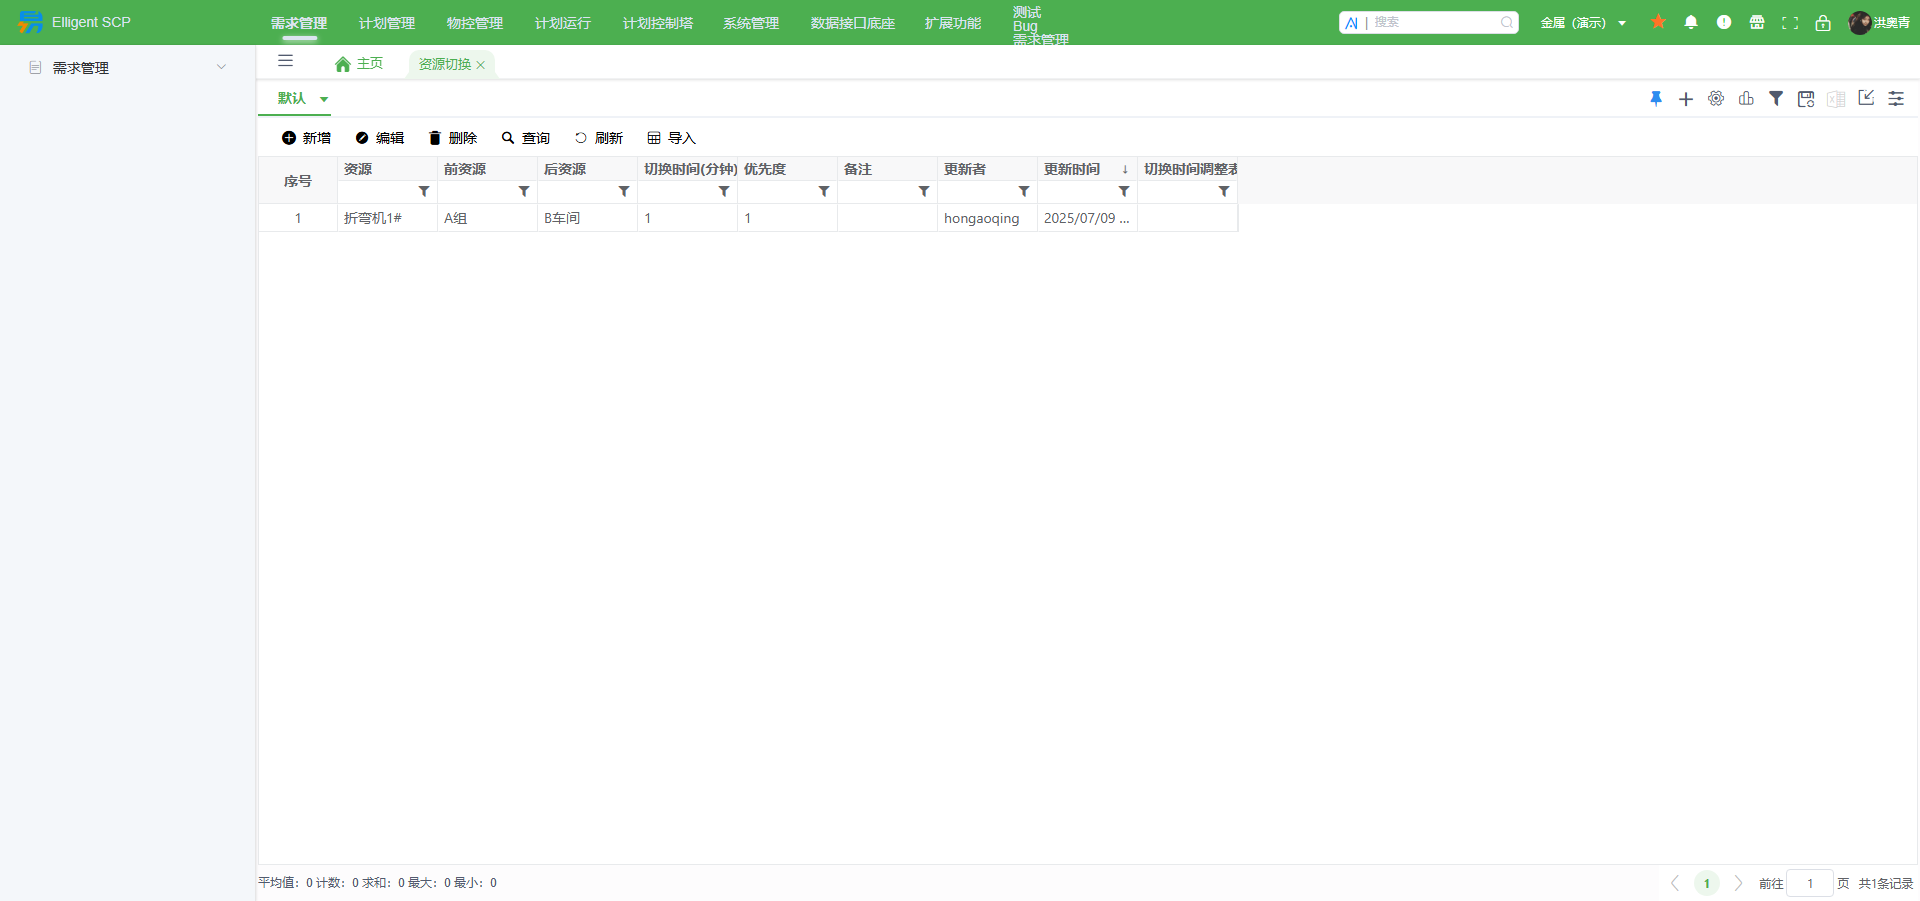 Elligent SCP
需求管理 计划管理 物控管理 计划运行 计划控制塔 系统管理 数据接口底座 扩展功能
测试
Bug
需求管理
AI | 搜索
金属（演示）
洪奥青
需求管理
主页 资源切换
默认
新增 编辑 删除 查询 刷新 导入
序号 资源 前资源 后资源 切换时间(分钟) 优先度 备注 更新者 更新时间 ↓ 切换时间调整表
1 折弯机1# A组 B车间 1 1 hongaoqing 2025/07/09 ...
平均值：0 计数：0 求和：0 最大：0 最小：0
1 前往 1 页 共1条记录